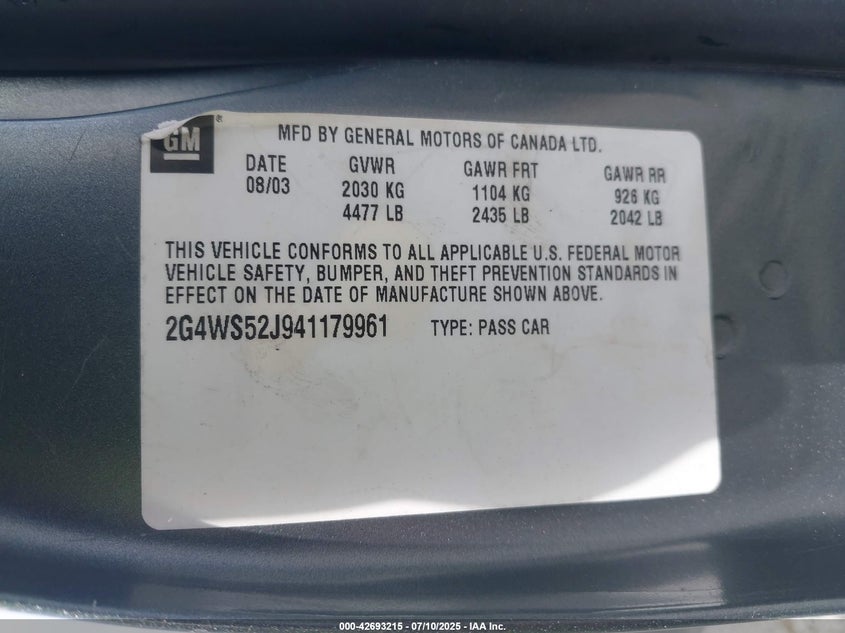 GM ®
MFD BY GENERAL MOTORS OF CANADA LTD.
DATE GVWR GAWR FRT GAWR RR
08/03 2030 KG 1104 KG 926 KG
4477 LB 2435 LB 2042 LB
THIS VEHICLE CONFORMS TO ALL APPLICABLE U.S. FEDERAL MOTOR
VEHICLE SAFETY, BUMPER, AND THEFT PREVENTION STANDARDS IN
EFFECT ON THE DATE OF MANUFACTURE SHOWN ABOVE.
2G4WS52J941179961 TYPE: PASS CAR
000-42693215 - 07/10/2025 - IAA Inc.